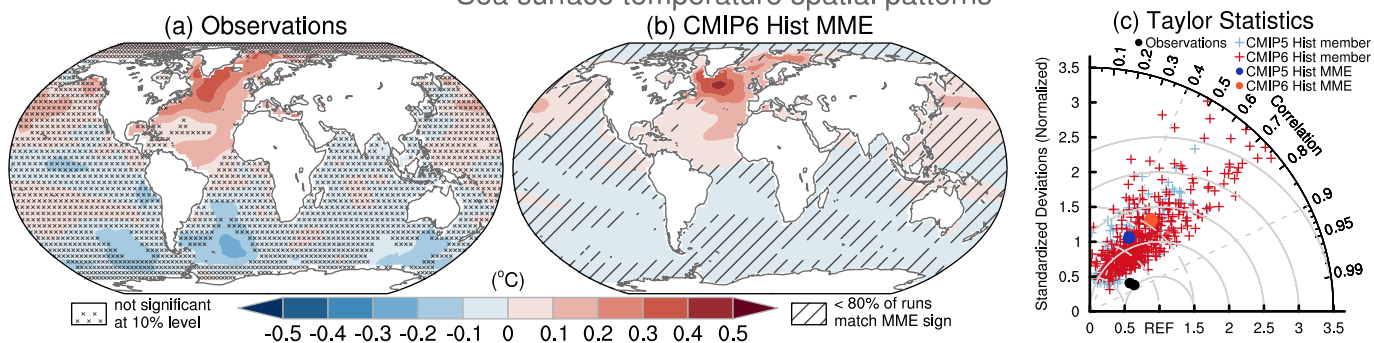 Sea surface temperature spatial patterns
(a) Observations
(b) CMIP6 Hist MME
(c) Taylor Statistics
Observations
CMIP5 Hist member
CMIP6 Hist member
CMIP5 Hist MME
CMIP6 Hist MME
Standardized Deviations (Normalized)
3.5
3
2.5
2
1.5
1
0.5
0
0.1
0.2
0.3
0.4
0.5
0.6
0.7
0.8
0.9
0.95
0.99
Correlation
0 0.5 REF 1.5 2 2.5 3 3.5
not significant
at 10% level
(°C)
-0.5 -0.4 -0.3 -0.2 -0.1 0 0.1 0.2 0.3 0.4 0.5
< 80% of runs
match MME sign